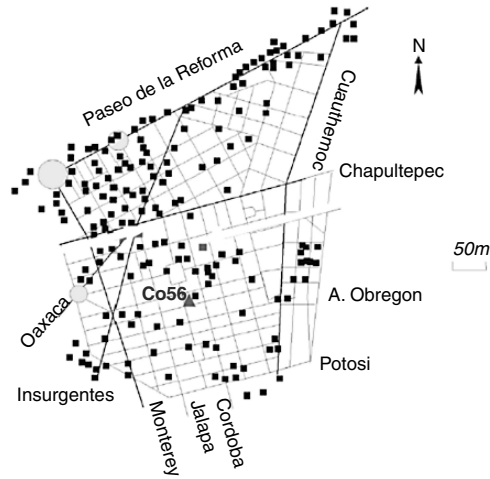 Paseo de la Reforma
N
Cuauthemoc
Chapultepec
50m
Co56
A. Obregon
Oaxaca
Potosi
Insurgentes
Monterey
Jalapa
Cordoba